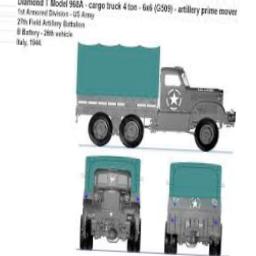 Diamond T Model 968A - cargo truck 4 ton - 6x6 (G509) - artillery prime mover
1st Armored Division - US Army
27th Field Artillery Battalion
B Battery - 26th vehicle
Italy, 1944.